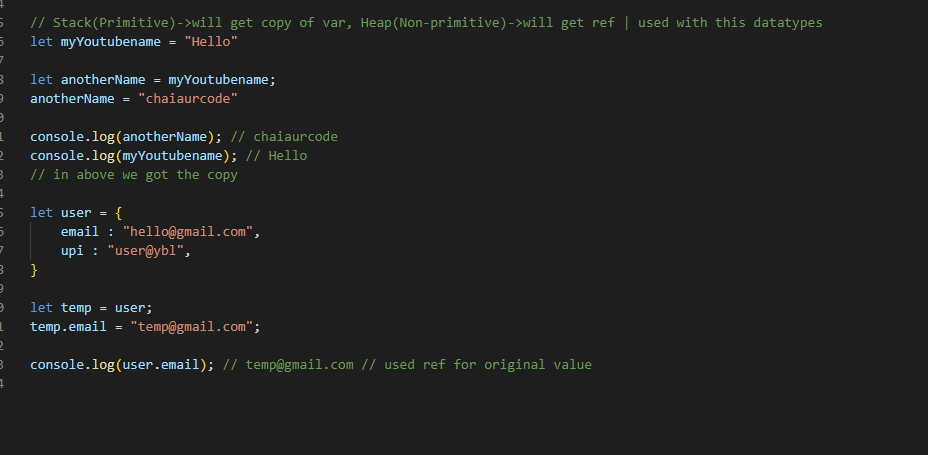 // Stack(Primitive)->will get copy of var, Heap(Non-primitive)->will get ref | used with this datatypes
let myYoutubename = "Hello"
let anotherName = myYoutubename;
anotherName = "chaiaurcode"
console.log(anotherName); // chaiaurcode
console.log(myYoutubename); // Hello
// in above we got the copy
let user = {
email : "hello@gmail.com",
upi : "user@ybl",
}
let temp = user;
temp.email = "temp@gmail.com";
console.log(user.email); // temp@gmail.com // used ref for original value